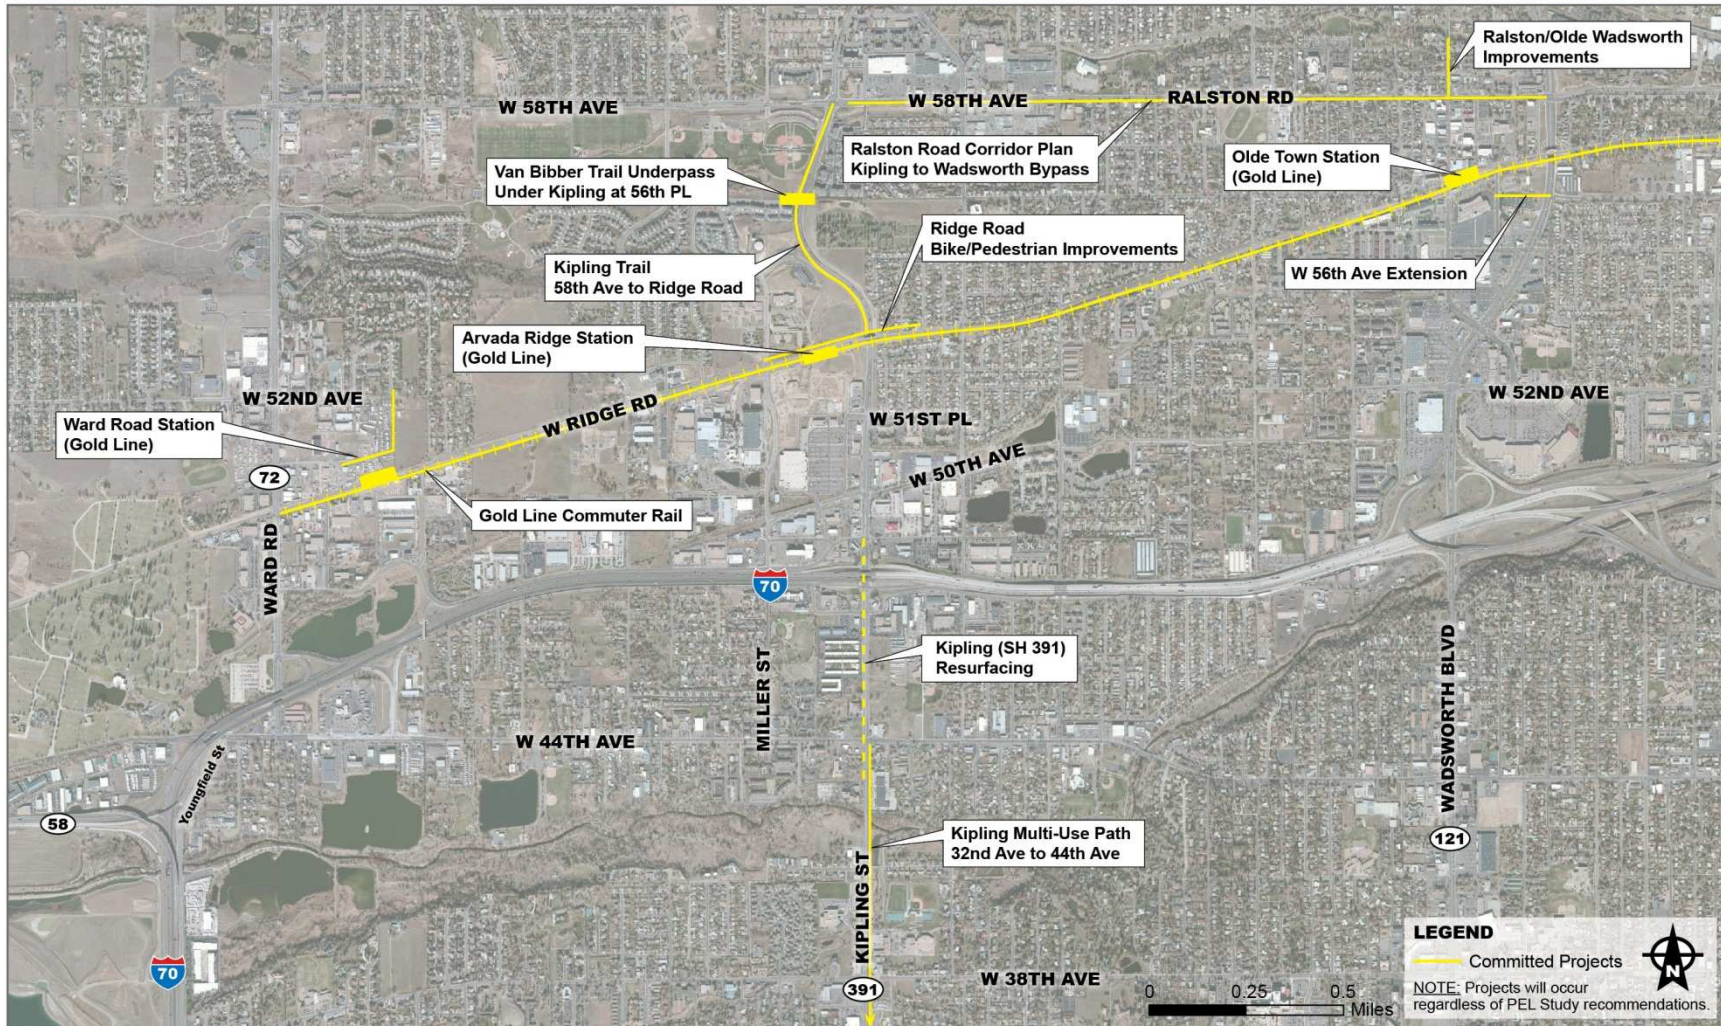 Ralston/Olde Wadsworth
Improvements
W 58TH AVE
W 58TH AVE
RALSTON RD
Ralston Road Corridor Plan
Kipling to Wadsworth Bypass
Olde Town Station
(Gold Line)
Van Bibber Trail Underpass
Under Kipling at 56th PL
Ridge Road
Bike/Pedestrian Improvements
Kipling Trail
58th Ave to Ridge Road
W 56th Ave Extension
Arvada Ridge Station
(Gold Line)
W 52ND AVE
W 52ND AVE
W RIDGE RD
Ward Road Station
(Gold Line)
W 51ST PL
W 50TH AVE
72
Gold Line Commuter Rail
WARD RD
70
Kipling (SH 391)
Resurfacing
MILLER ST
WADSWORTH BLVD
W 44TH AVE
Youngfield St
58
Kipling Multi-Use Path
32nd Ave to 44th Ave
121
KIPLING ST
70
391
W 38TH AVE
0 0.25 0.5
Miles
LEGEND
Committed Projects
NOTE: Projects will occur
regardless of PEL Study recommendations.
N